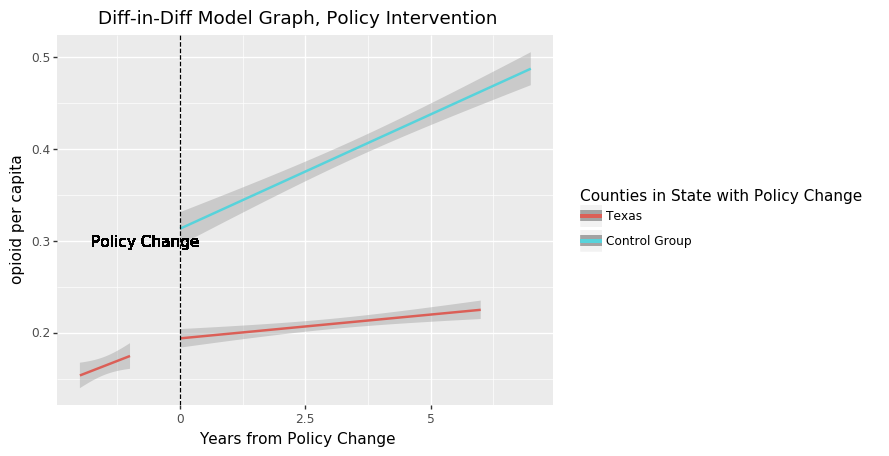 Diff-in-Diff Model Graph, Policy Intervention
opioid per capita
0.5
0.4
0.3
0.2
Policy Change
0
2.5
5
Years from Policy Change
Counties in State with Policy Change
Texas
Control Group